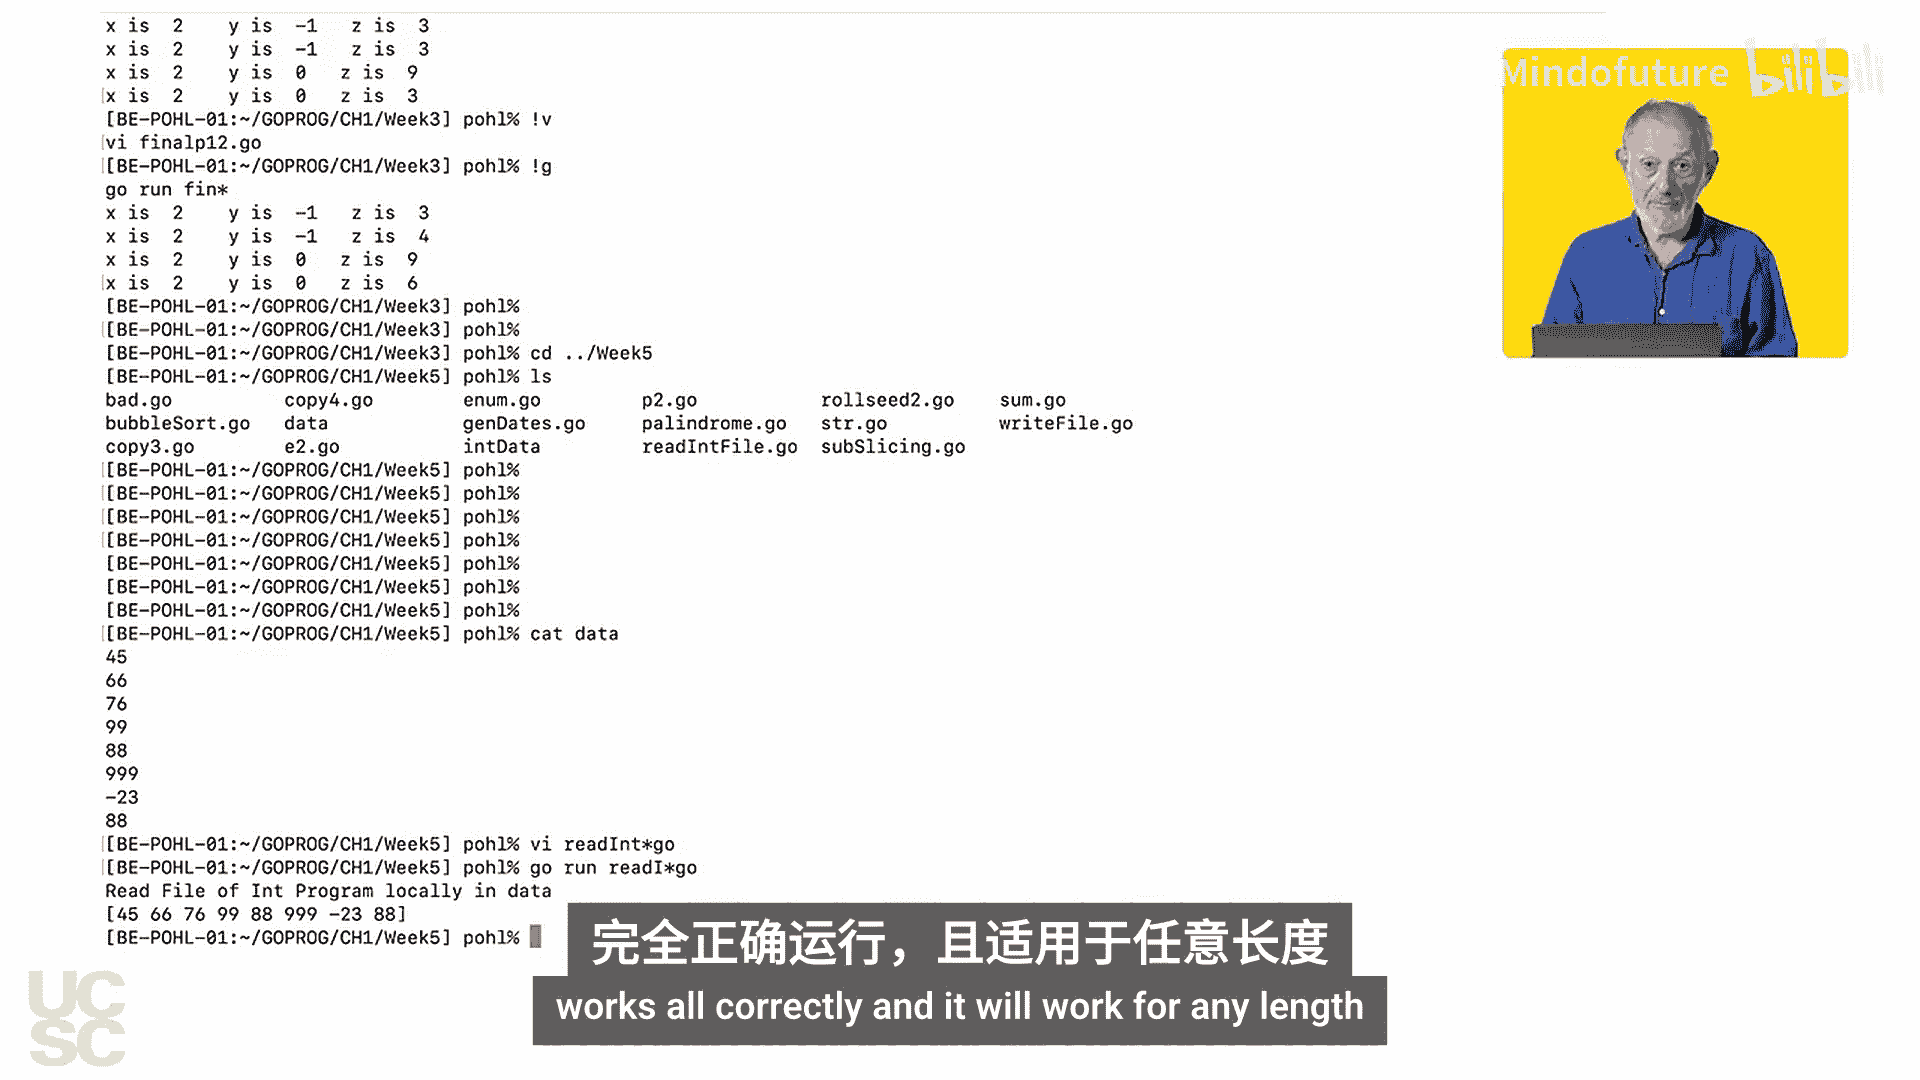 x is  2    y is  -1   z is  3
x is  2    y is  -1   z is  3
x is  2    y is  0   z is  9
x is  2    y is  0   z is  3
[BE-POHL-01:~/GOPROG/CH1/Week3] pohl% !v
vi finalp12.go
[BE-POHL-01:~/GOPROG/CH1/Week3] pohl% !g
go run fin*
x is  2    y is  -1   z is  3
x is  2    y is  -1   z is  4
x is  2    y is  0   z is  9
x is  2    y is  0   z is  6
[BE-POHL-01:~/GOPROG/CH1/Week3] pohl%
[BE-POHL-01:~/GOPROG/CH1/Week3] pohl%
[BE-POHL-01:~/GOPROG/CH1/Week3] pohl% cd ../Week5
[BE-POHL-01:~/GOPROG/CH1/Week5] pohl% ls
bad.go          copy4.go        enum.go         p2.go           rollseed2.go    sum.go
bubbleSort.go   data            genDates.go     palindrome.go   str.go          writeFile.go
copy3.go        e2.go           intData         readIntFile.go  subSlicing.go
[BE-POHL-01:~/GOPROG/CH1/Week5] pohl%
[BE-POHL-01:~/GOPROG/CH1/Week5] pohl%
[BE-POHL-01:~/GOPROG/CH1/Week5] pohl%
[BE-POHL-01:~/GOPROG/CH1/Week5] pohl%
[BE-POHL-01:~/GOPROG/CH1/Week5] pohl%
[BE-POHL-01:~/GOPROG/CH1/Week5] pohl%
[BE-POHL-01:~/GOPROG/CH1/Week5] pohl%
[BE-POHL-01:~/GOPROG/CH1/Week5] pohl% cat data
45
66
76
99
88
999
-23
88
[BE-POHL-01:~/GOPROG/CH1/Week5] pohl% vi readInt*go
[BE-POHL-01:~/GOPROG/CH1/Week5] pohl% go run readI*go
Read File of Int Program locally in data
[45 66 76 99 88 999 -23 88]
[BE-POHL-01:~/GOPROG/CH1/Week5] pohl%
Mindofuture bilibili
完全正确运行，且适用于任意长度
works all correctly and it will work for any length
UC
SC